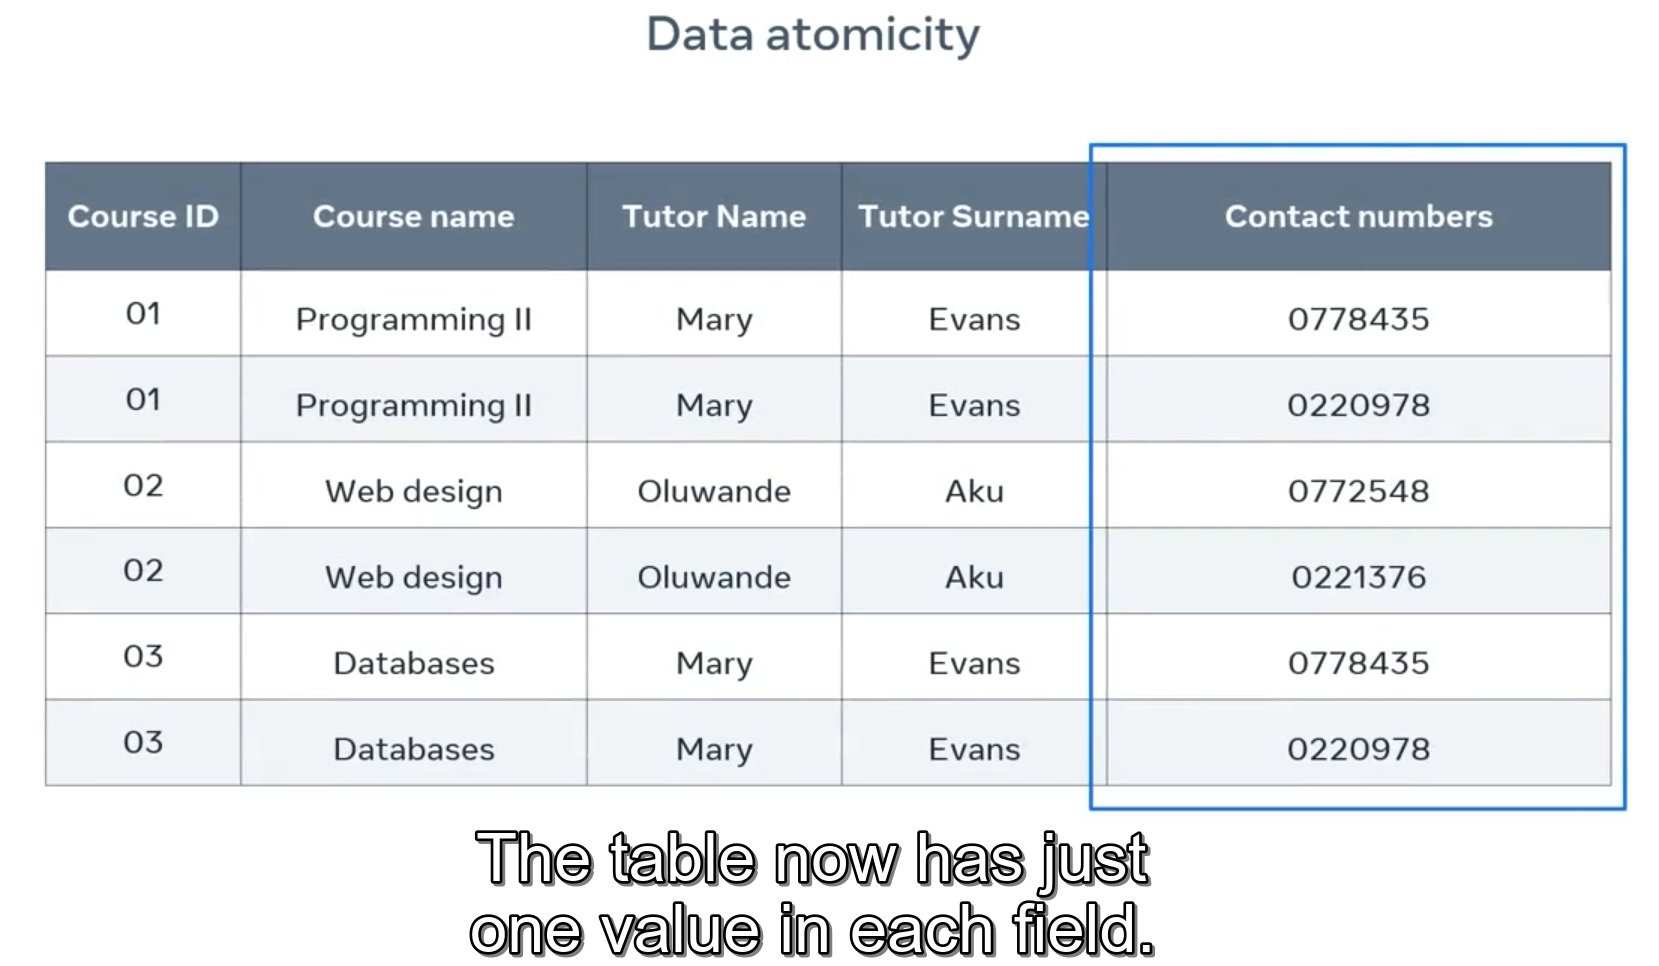 Data atomicity
Course ID Course name Tutor Name Tutor Surname Contact numbers
01 Programming II Mary Evans 0778435
01 Programming II Mary Evans 0220978
02 Web design Oluwande Aku 0772548
02 Web design Oluwande Aku 0221376
03 Databases Mary Evans 0778435
03 Databases Mary Evans 0220978
The table now has just
one value in each field.